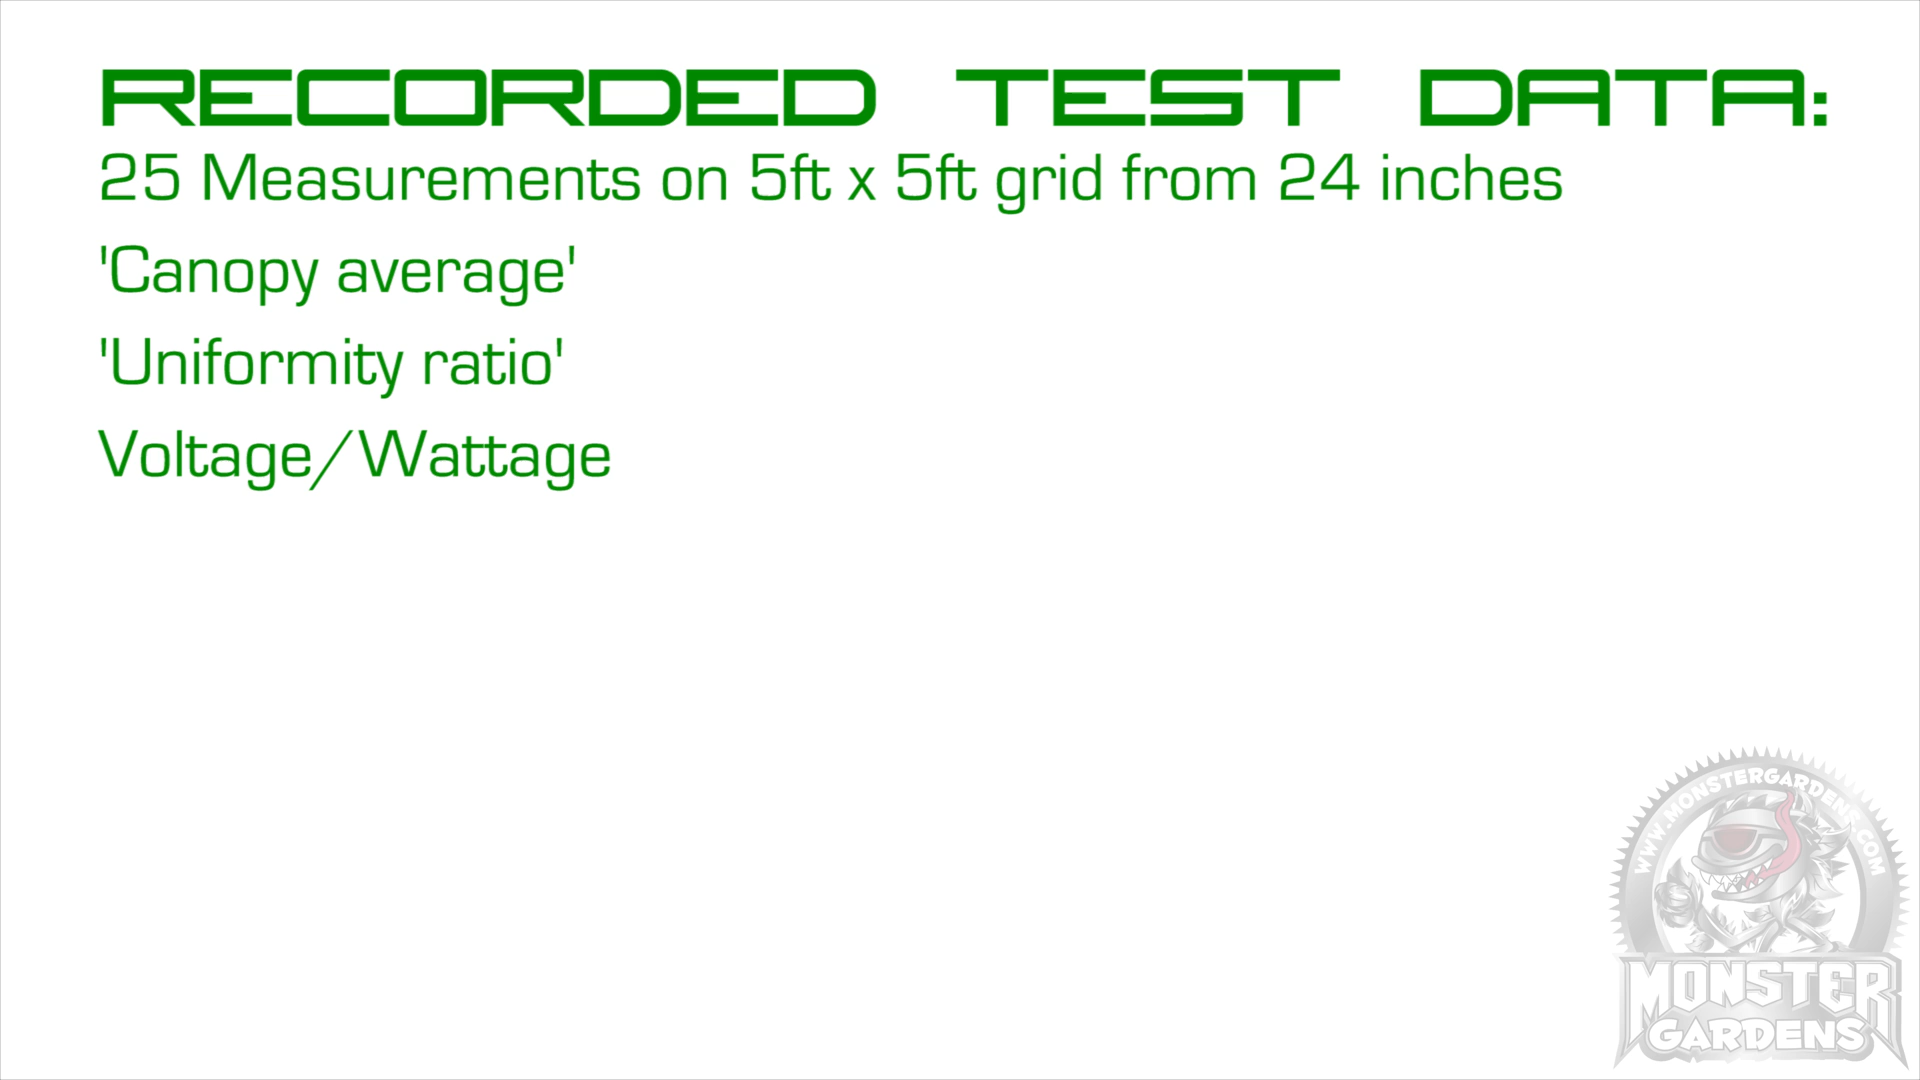 RECORDED TEST DATA:
25 Measurements on 5ft x 5ft grid from 24 inches
'Canopy average'
'Uniformity ratio'
Voltage/Wattage
WWW.MONSTERGARDENS.COM
MONSTER
GARDENS